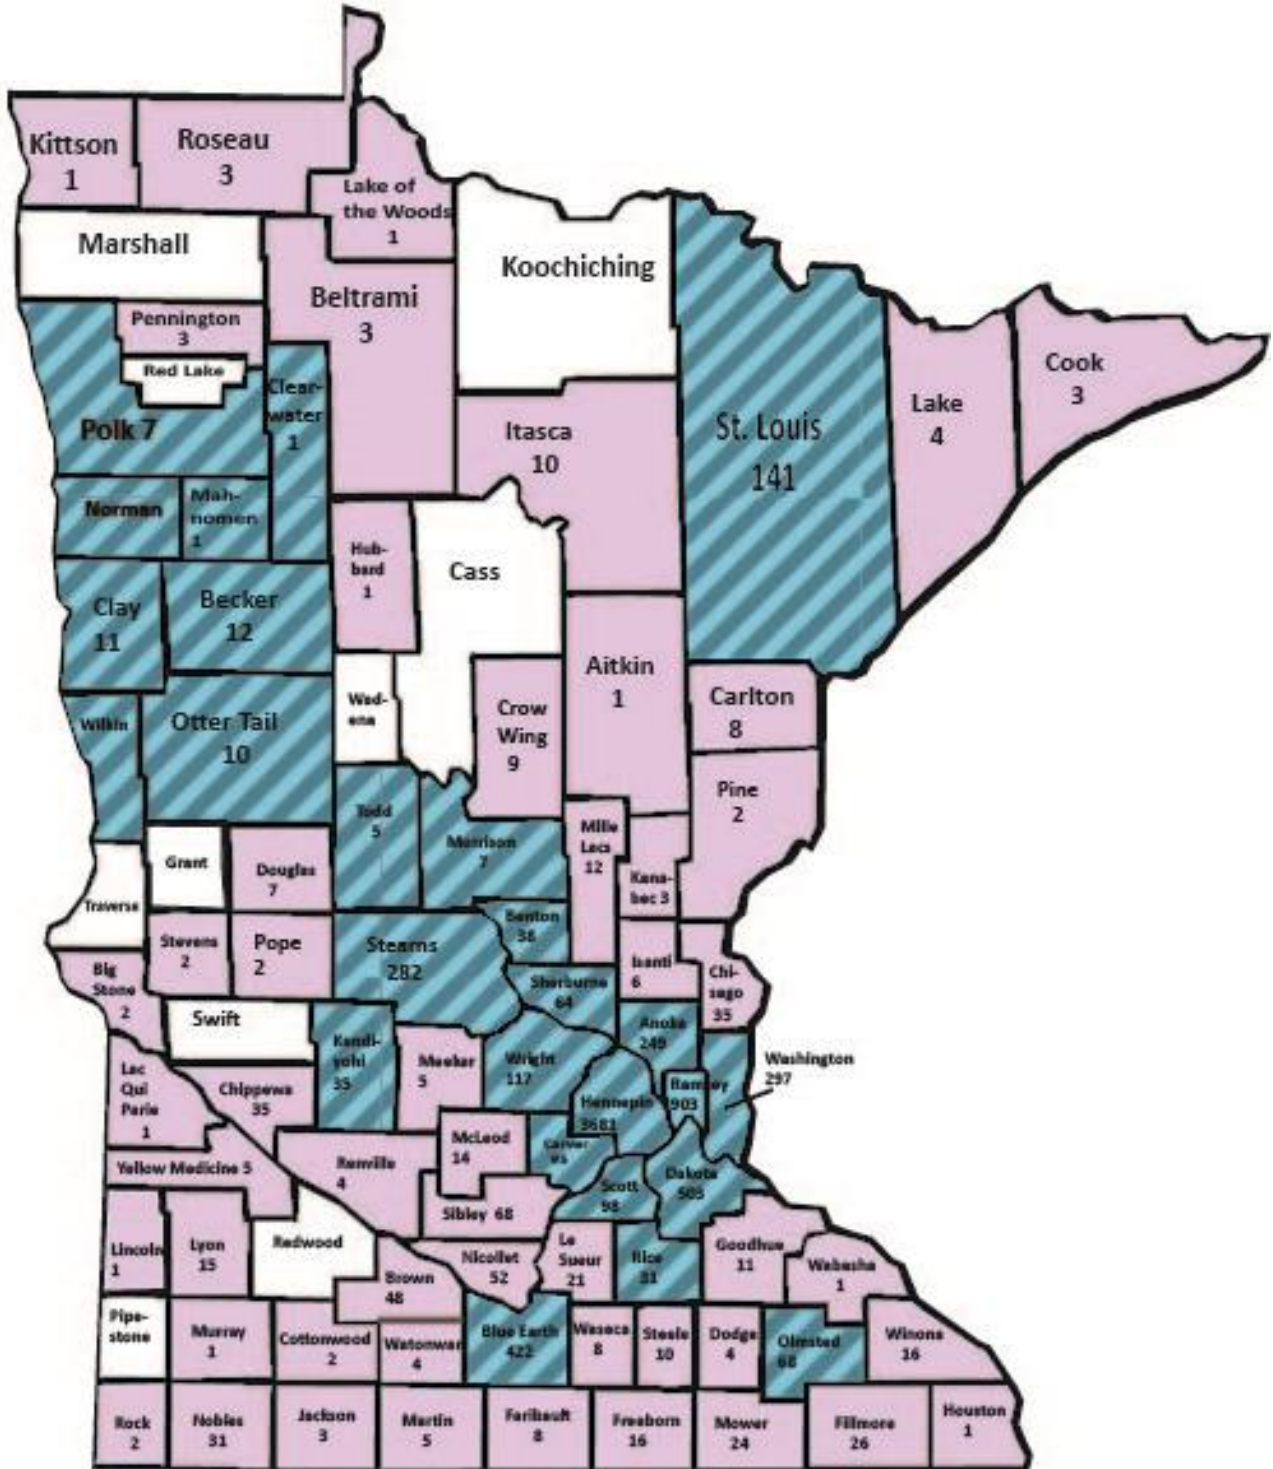 Kittson
1
Roseau
3
Lake of
the Woods
1
Marshall
Koochiching
Beltrami
3
Pennington
3
Red Lake
Clear-
water
1
Polk 7
Itasca
10
St. Louis
141
Lake
4
Cook
3
Norman
Mah-
nomen
1
Hub-
bard
1
Cass
Clay
11
Becker
12
Aitkin
1
Carlton
8
Wilkin
Otter Tail
10
Wad-
ena
Crow
Wing
9
Pine
2
Todd
5
Morrison
7
Mille
Lacs
12
Kana-
bec 3
Grant
Douglas
7
Traverse
Stevens
2
Pope
2
Stearns
282
Benton
38
Isanti
6
Chi-
sago
35
Big
Stone
2
Sherburne
64
Swift
Kandi-
yohi
35
Anoka
249
Lac
Qui
Parle
1
Chippewa
35
Meeker
5
Wright
117
Washington
297
Hennepin
3681
Ramsey
903
Yellow Medicine 5
Renville
4
McLeod
14
Carver
Dakota
503
Scott
98
Sibley 68
Lincoln
1
Lyon
15
Redwood
Nicollet
52
Le
Sueur
21
Rice
31
Goodhue
11
Wabasha
1
Brown
48
Pipe-
stone
Murray
1
Cottonwood
2
Watonwan
4
Blue Earth
422
Waseca
8
Steele
10
Dodge
4
Olmsted
68
Winona
16
Rock
2
Nobles
31
Jackson
3
Martin
5
Faribault
8
Freeborn
16
Mower
24
Fillmore
26
Houston
1